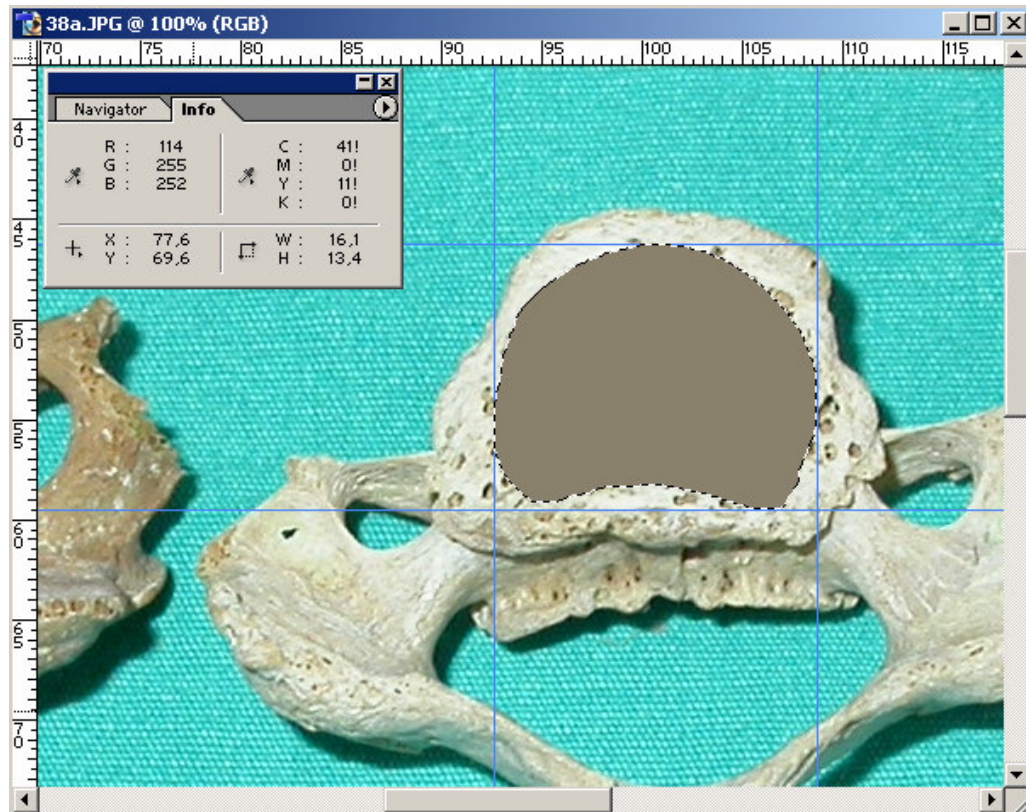 38a.JPG @ 100% (RGB)
70 75 80 85 90 95 100 105 110 115
Navigator Info
R : 114 C : 41!
G : 255 M : 0!
B : 252 Y : 11!
K : 0!
X : 77,6 W : 16,1
Y : 69,6 H : 13,4
40
45
50
55
60
65
70